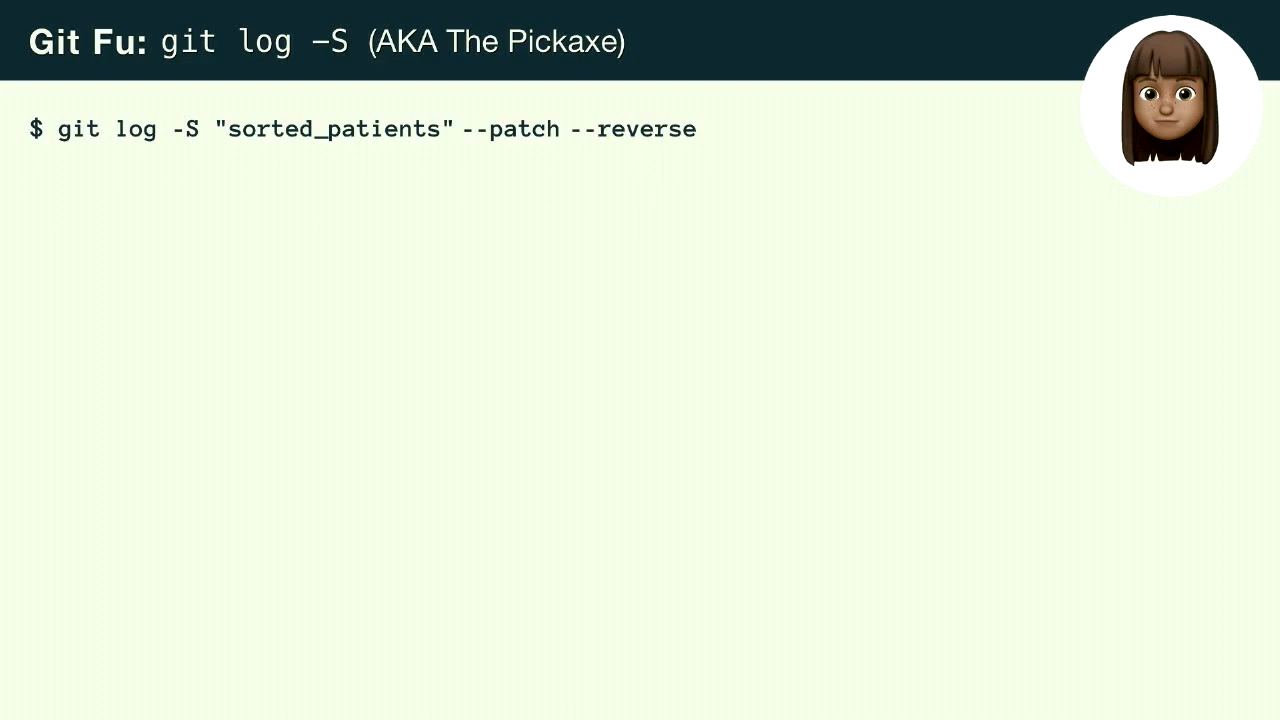 Git Fu: git log –S (AKA The Pickaxe)
$ git log -S "sorted_patients" --patch --reverse